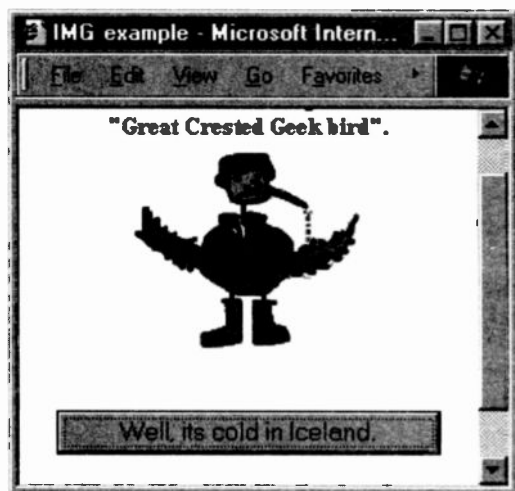 IMG example - Microsoft Intern...
File Edit View Go Favorites
"Great Crested Geek bird".
Well, its cold in Iceland.